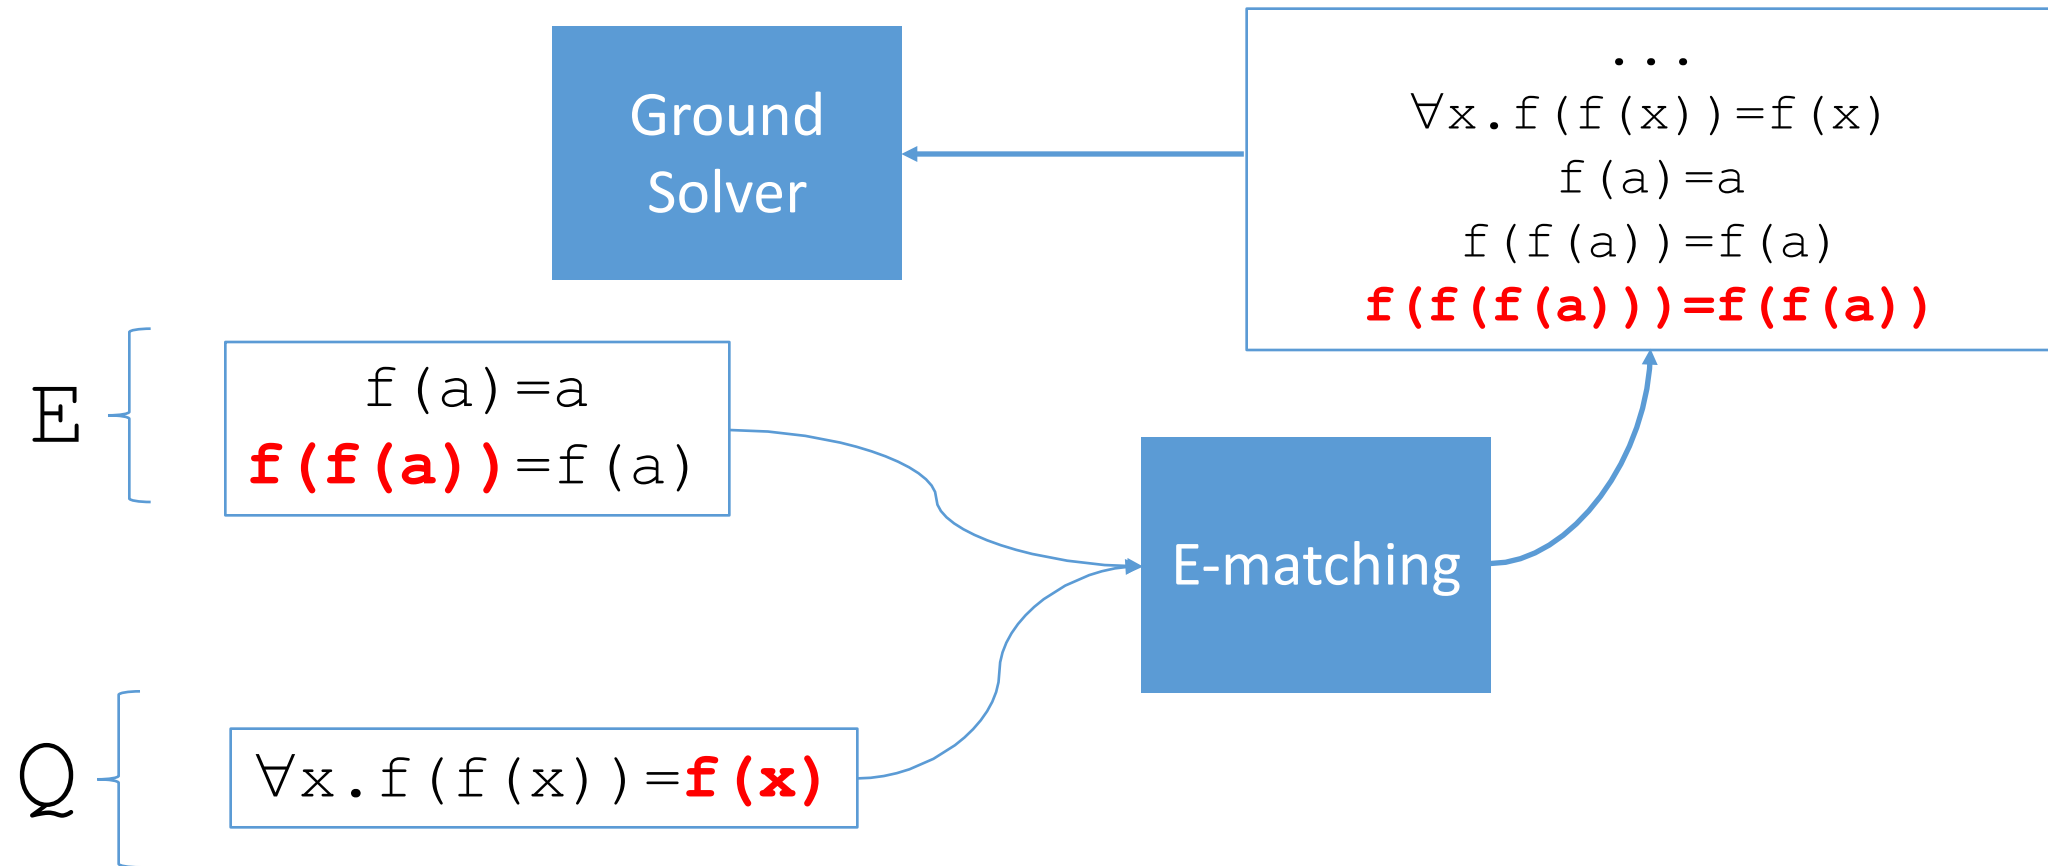 Ground
Solver
...
∀x.f(f(x))=f(x)
f(a)=a
f(f(a))=f(a)
f(f(f(a)))=f(f(a))
E
f(a)=a
f(f(a))=f(a)
E-matching
Q
∀x.f(f(x))=f(x)